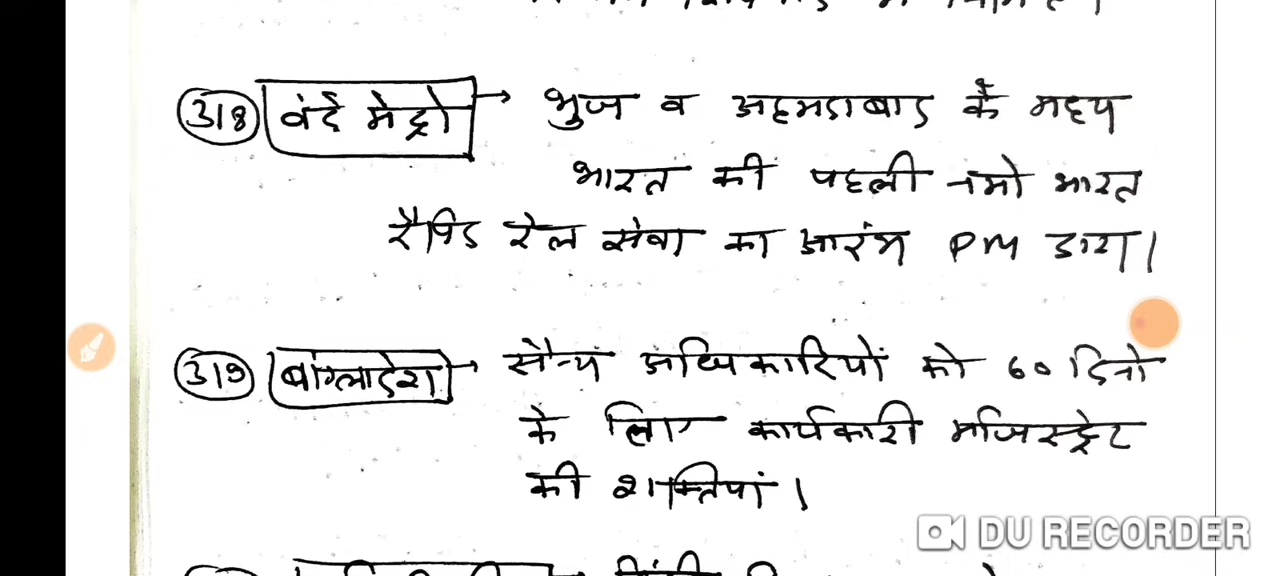 318 वंदे मेट्रो → भुज व अहमदाबाद के मध्य
भारत की पहली नमो भारत
रैपिड रेल सेवा का आरंभ PM द्वारा।
319 बांग्लादेश → सैन्य अधिकारियों को 60 दिनो
के लिए कार्यकारी मजिस्ट्रेट
की शक्तियां।
DU RECORDER